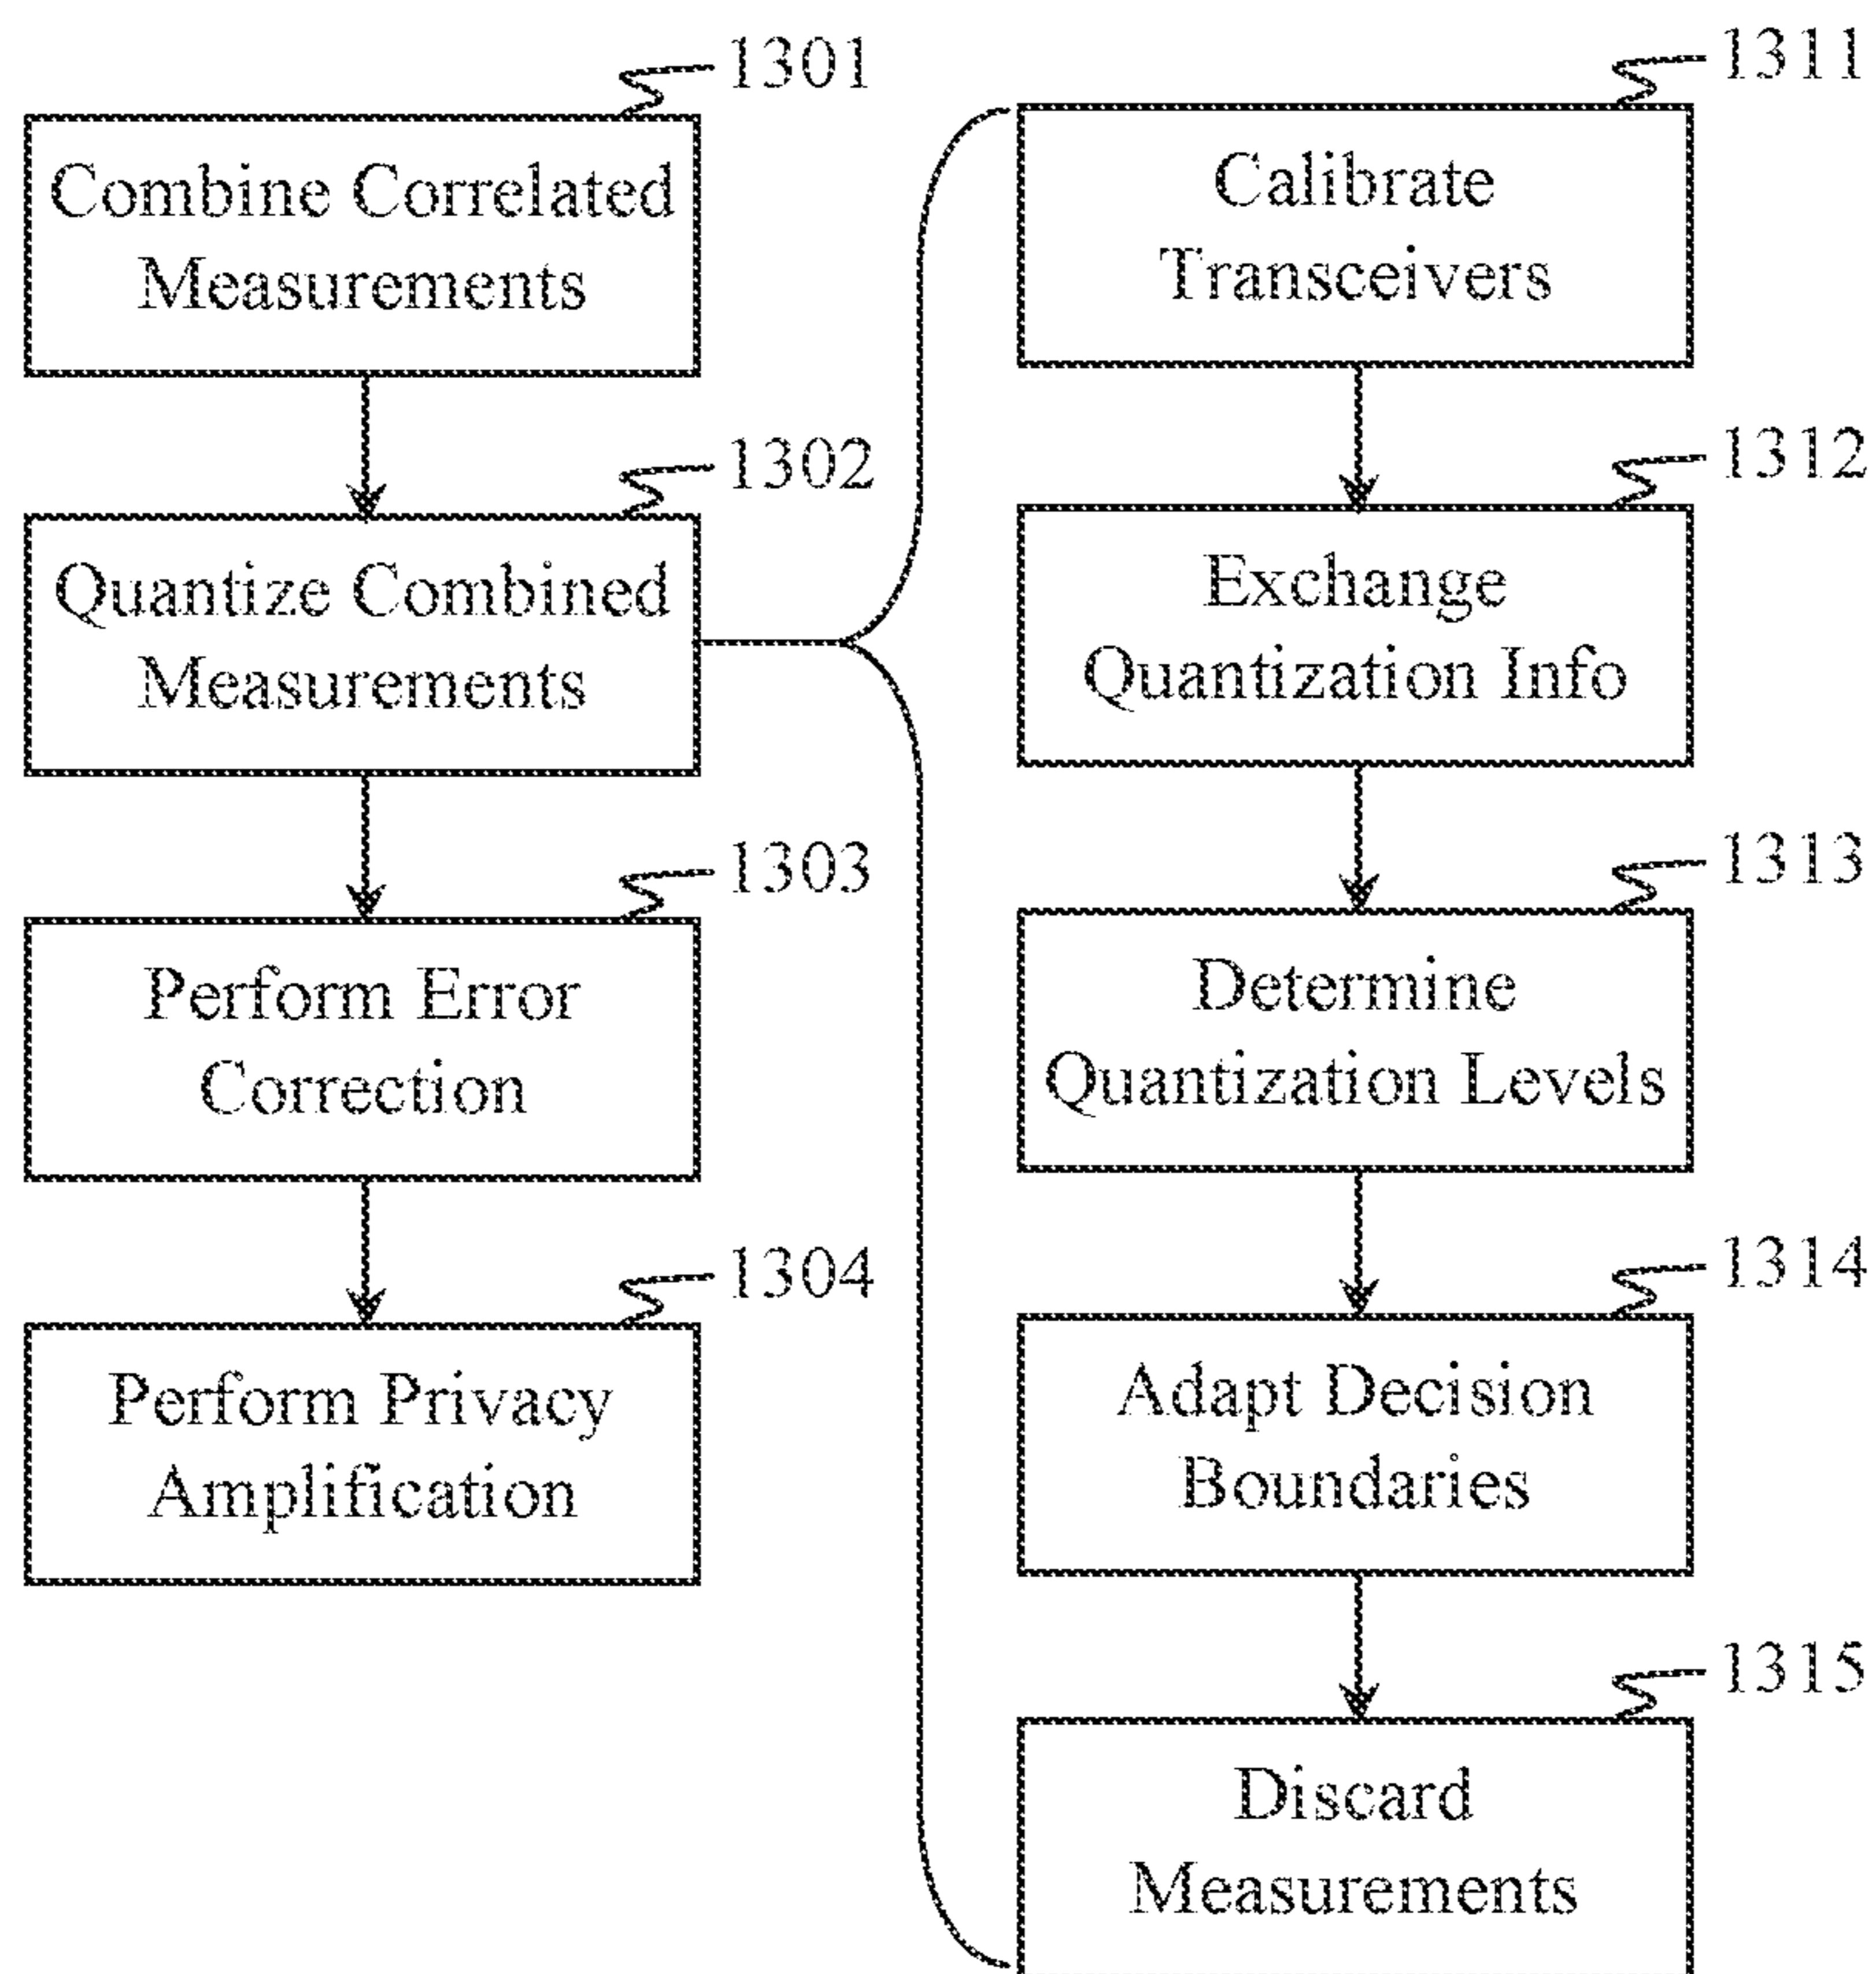 1301
Combine Correlated
Measurements
1302
Quantize Combined
Measurements
1303
Perform Error
Correction
1304
Perform Privacy
Amplification
1311
Calibrate
Transceivers
1312
Exchange
Quantization Info
1313
Determine
Quantization Levels
1314
Adapt Decision
Boundaries
1315
Discard
Measurements